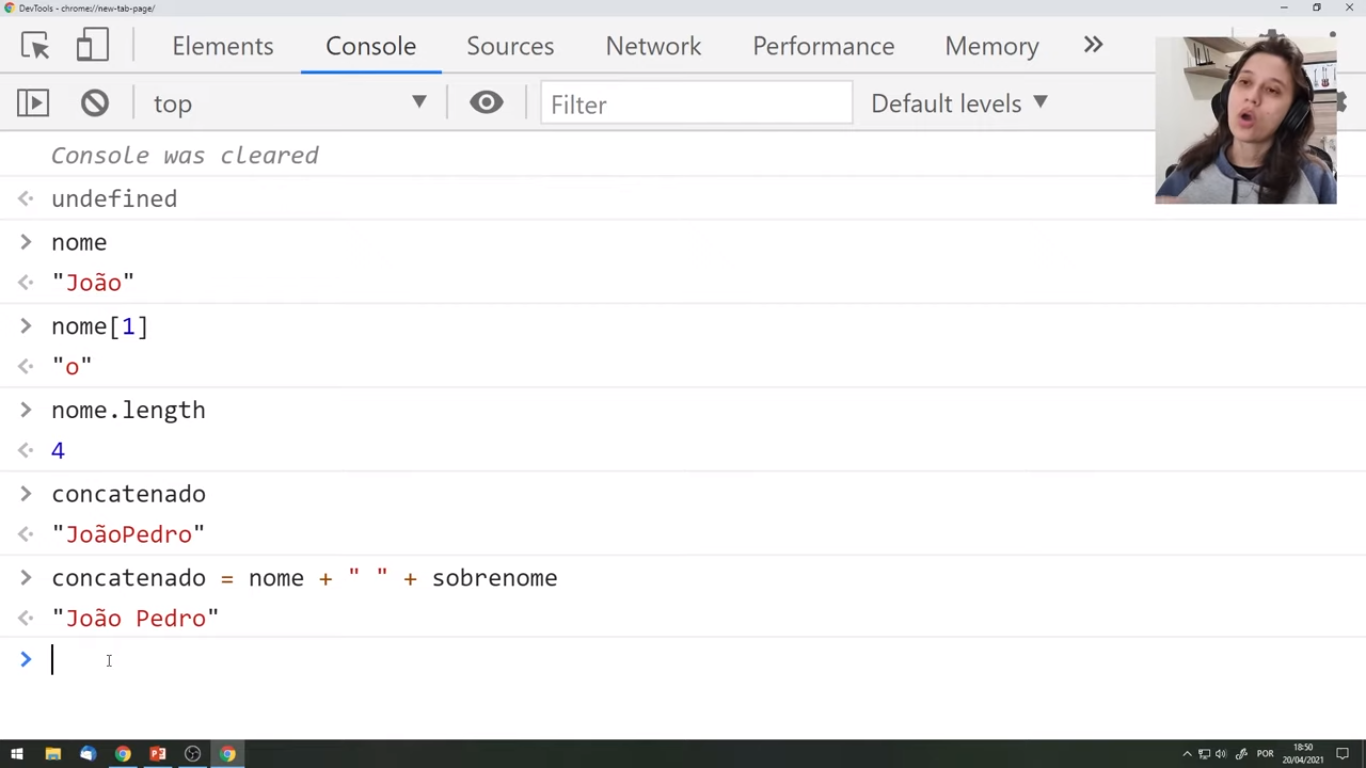 DevTools - chrome://new-tab-page/
Elements Console Sources Network Performance Memory »
top Filter Default levels ▼
Console was cleared
undefined
> nome
"João"
> nome[1]
"o"
> nome.length
4
> concatenado
"JoãoPedro"
> concatenado = nome + " " + sobrenome
"João Pedro"
>
POR 18:50
20/04/2021